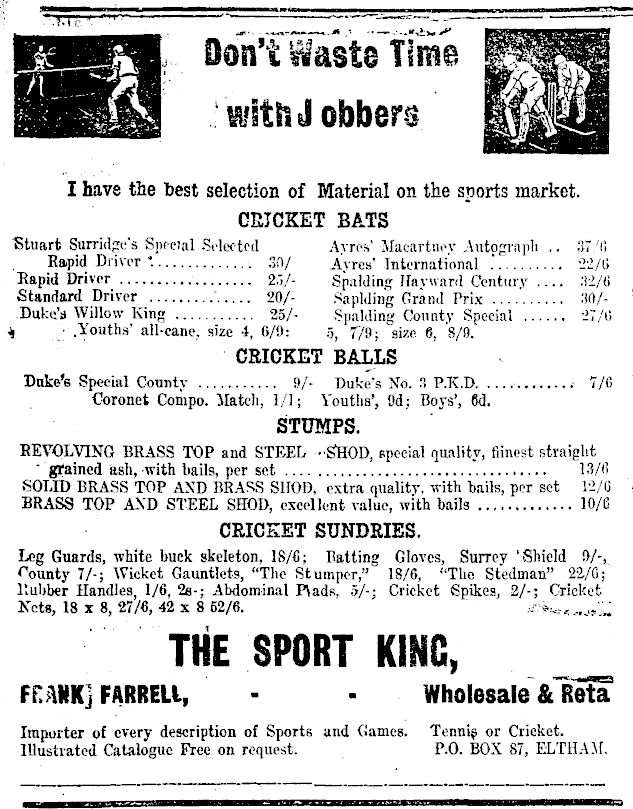 Don't Waste Time
with Jobbers
I have the best selection of Material on the sports market.
CRICKET BATS
Stuart Surridge's Special Selected
Rapid Driver ............. 30/
Rapid Driver .................. 25/-
Standard Driver .............. 20/-
Duke's Willow King ........... 25/-
Ayres' Macartney Autograph .. 37/6
Ayres' International .......... 22/6
Spalding Hayward Century .... 32/6
Saplding Grand Prix .......... 30/-
Spalding County Special ...... 27/6
Youths' all-cane, size 4, 6/9: 5, 7/9; size 6, 8/9.
CRICKET BALLS
Duke's Special County ........... 9/- Duke's No. 3 P.K.D. ............ 7/6
Coronet Compo. Match, 1/1; Youths', 9d; Boys', 6d.
STUMPS.
REVOLVING BRASS TOP and STEEL SHOD, special quality, fiinest straight
grained ash, with bails, per set ................................. 13/6
SOLID BRASS TOP AND BRASS SHOD, extra quality, with bails, per set 12/6
BRASS TOP AND STEEL SHOD, excellent value, with bails ............ 10/6
CRICKET SUNDRIES.
Leg Guards, white buck skeleton, 18/6; Batting Gloves, Surrey Shield 9/-,
County 7/-; Wicket Gauntlets, "The Stumper," 18/6, "The Stedman" 22/6;
Rubber Handles, 1/6, 2s-; Abdominal Pads, 5/-; Cricket Spikes, 2/-; Cricket
Nets, 18 x 8, 27/6, 42 x 8 52/6.
THE SPORT KING,
FRANK FARRELL, - - Wholesale & Reta
Importer of every description of Sports and Games. Tennis or Cricket.
Illustrated Catalogue Free on request. P.O. BOX 87, ELTHAM.